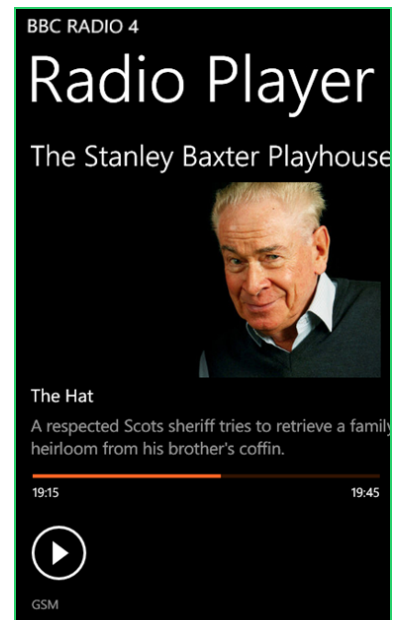 BBC RADIO 4
Radio Player
The Stanley Baxter Playhouse
The Hat
A respected Scots sheriff tries to retrieve a family
heirloom from his brother's coffin.
19:15 19:45
GSM